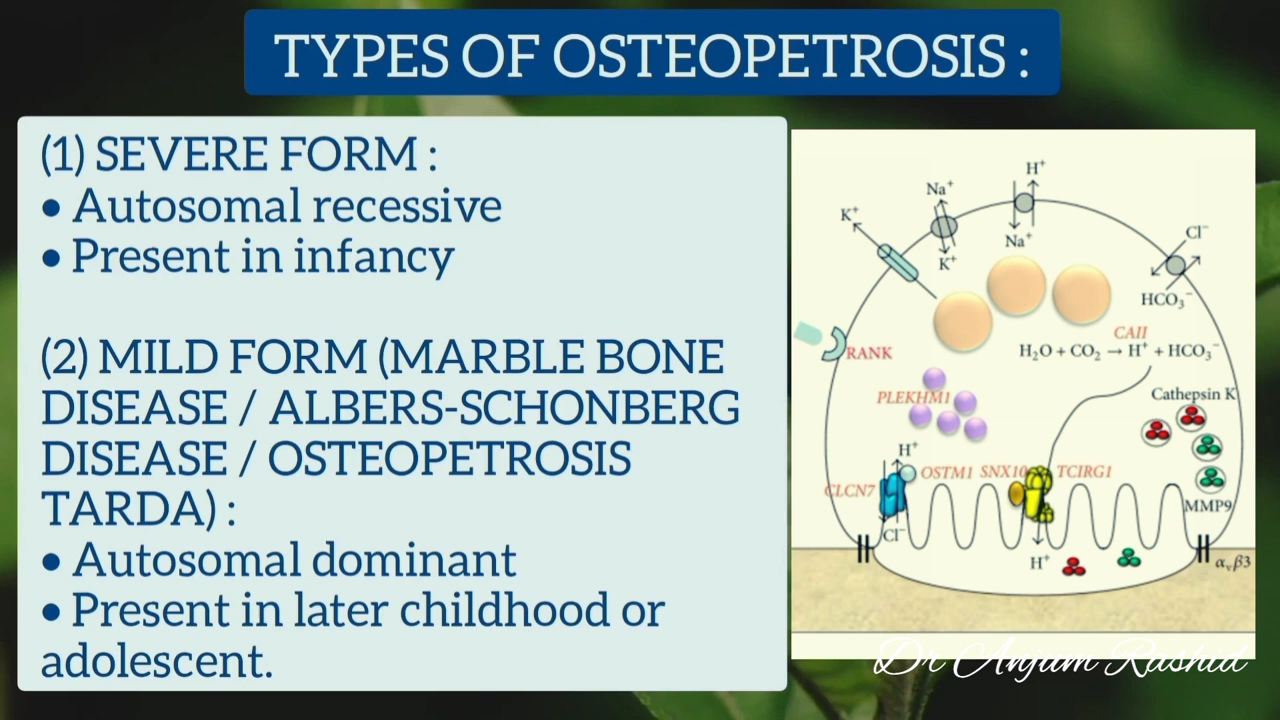 TYPES OF OSTEOPETROSIS :
(1) SEVERE FORM :
• Autosomal recessive
• Present in infancy
(2) MILD FORM (MARBLE BONE
DISEASE / ALBERS-SCHONBERG
DISEASE / OSTEOPETROSIS
TARDA) :
• Autosomal dominant
• Present in later childhood or
adolescent.
H⁺
Na⁺
K⁺
Na⁺
K⁺
Cl⁻
HCO₃⁻
CAII
H₂O + CO₂ → H⁺ + HCO₃⁻
RANK
PLEKHM1
Cathepsin K
H⁺
OSTM1 SNX10 TCIRG1
CLCN7
MMP9
Cl⁻
H⁺
αᵥβ3
Dr Anjum Rashid